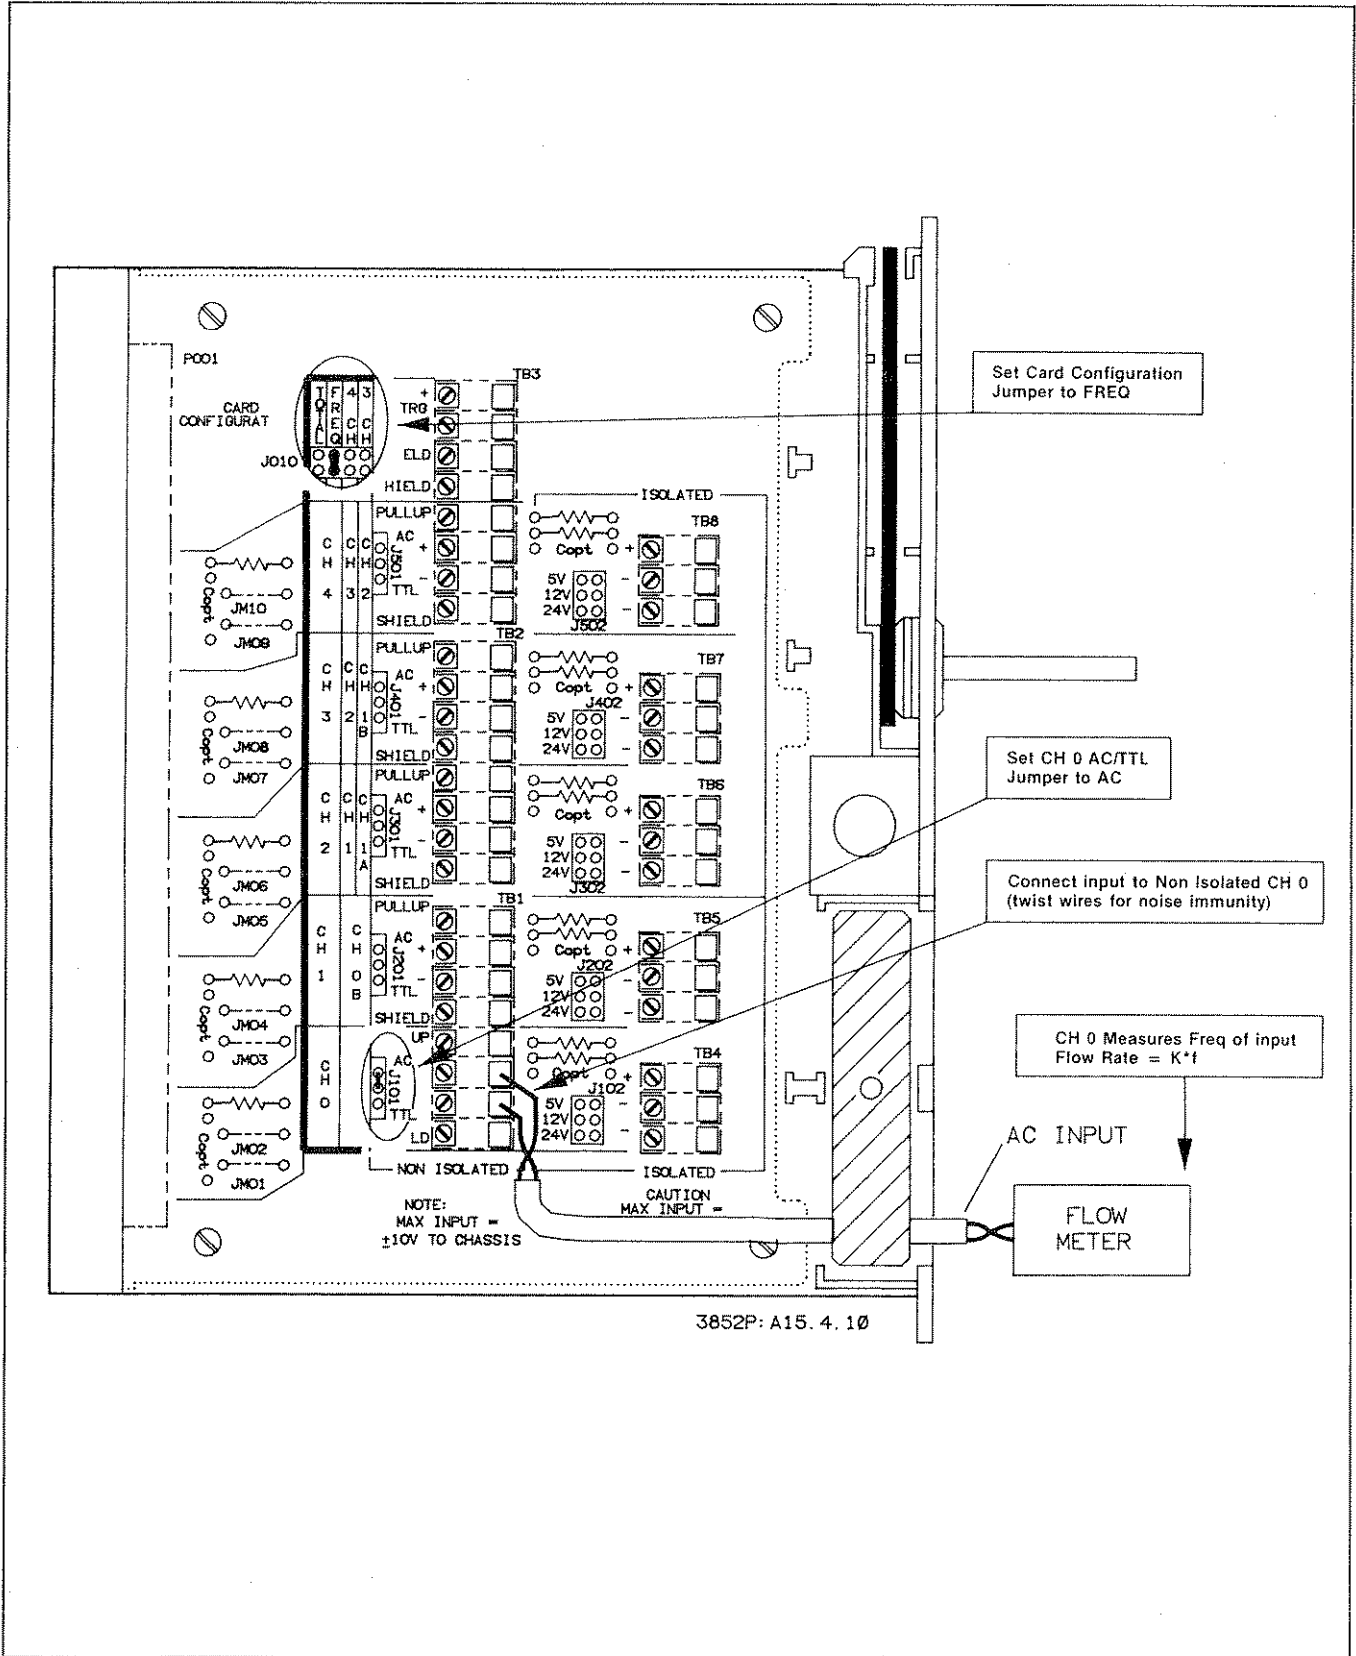 P001
CARD
CONFIGURAT
J010
TOTAL
FREQ
4 CH
3 CH
TB3
+
TRG
ELD
HIELD
Set Card Configuration
Jumper to FREQ
ISOLATED
PULLUP
AC
+
J501
-
TTL
SHIELD
CH 4
CH 3
CH 2
Copt
JM10
JM09
Copt
+
TB8
5V
12V
24V
-
-
J502
TB2
PULLUP
AC
+
J401
-
TTL
SHIELD
CH 3
CH 2
CH 1B
Copt
JM08
JM07
Copt
+
TB7
J402
5V
12V
24V
-
-
Set CH 0 AC/TTL
Jumper to AC
PULLUP
AC
+
J301
-
TTL
SHIELD
CH 2
CH 1
CH 1A
Copt
JM06
JM05
Copt
+
TB6
5V
12V
24V
-
-
J302
Connect input to Non Isolated CH 0
(twist wires for noise immunity)
TB1
PULLUP
AC
+
J201
-
TTL
SHIELD
CH 1
CH 0B
Copt
JM04
JM03
Copt
+
TB5
J202
5V
12V
24V
-
-
CH 0 Measures Freq of input
Flow Rate = K*f
UP
AC
J101
TTL
LD
CH 0
Copt
JM02
JM01
Copt
+
TB4
J102
5V
12V
24V
-
-
AC INPUT
FLOW
METER
NON ISOLATED
ISOLATED
NOTE:
MAX INPUT =
±10V TO CHASSIS
CAUTION
MAX INPUT =
3852P:A15.4.10